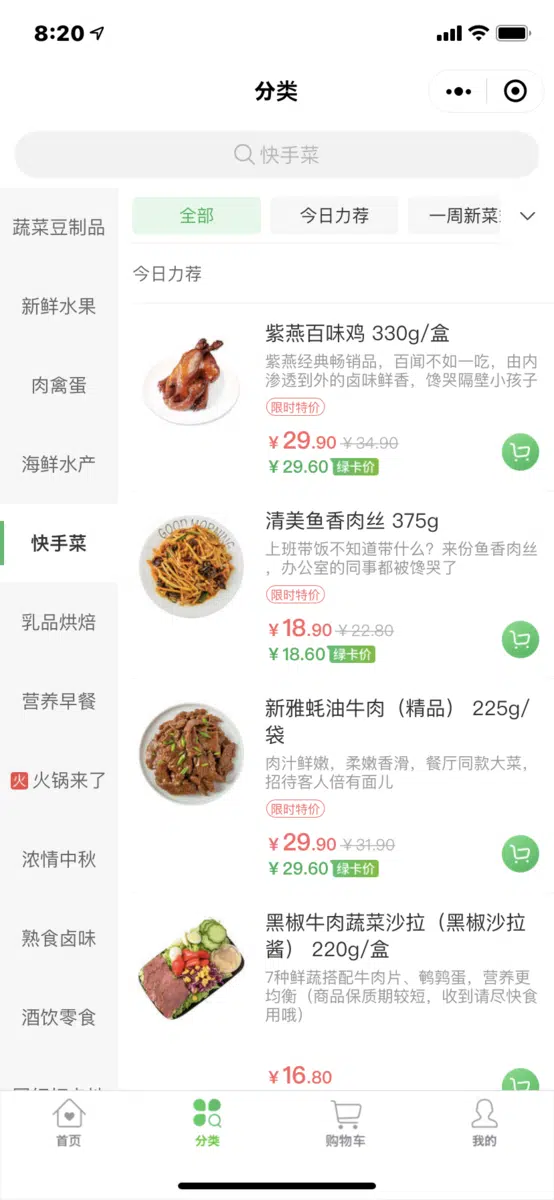 8:20
分类
快手菜
蔬菜豆制品
新鲜水果
肉禽蛋
海鲜水产
快手菜
乳品烘焙
营养早餐
火 火锅来了
浓情中秋
熟食卤味
酒饮零食
全部
今日力荐
一周新菜
今日力荐
紫燕百味鸡 330g/盒
紫燕经典畅销品，百闻不如一吃，由内
渗透到外的卤味鲜香，馋哭隔壁小孩子
限时特价
￥29.90 ￥34.90
￥29.60 绿卡价
GOOD MORNING
清美鱼香肉丝 375g
上班带饭不知道带什么？来份鱼香肉丝
，办公室的同事都被馋哭了
限时特价
￥18.90 ￥22.80
￥18.60 绿卡价
新雅蚝油牛肉（精品） 225g/
袋
肉汁鲜嫩，柔嫩香滑，餐厅同款大菜，
招待客人倍有面儿
限时特价
￥29.90 ￥31.90
￥29.60 绿卡价
黑椒牛肉蔬菜沙拉（黑椒沙拉
酱） 220g/盒
7种鲜蔬搭配牛肉片、鹌鹑蛋，营养更
均衡（商品保质期较短，收到请尽快食
用哦）
￥16.80
首页
分类
购物车
我的